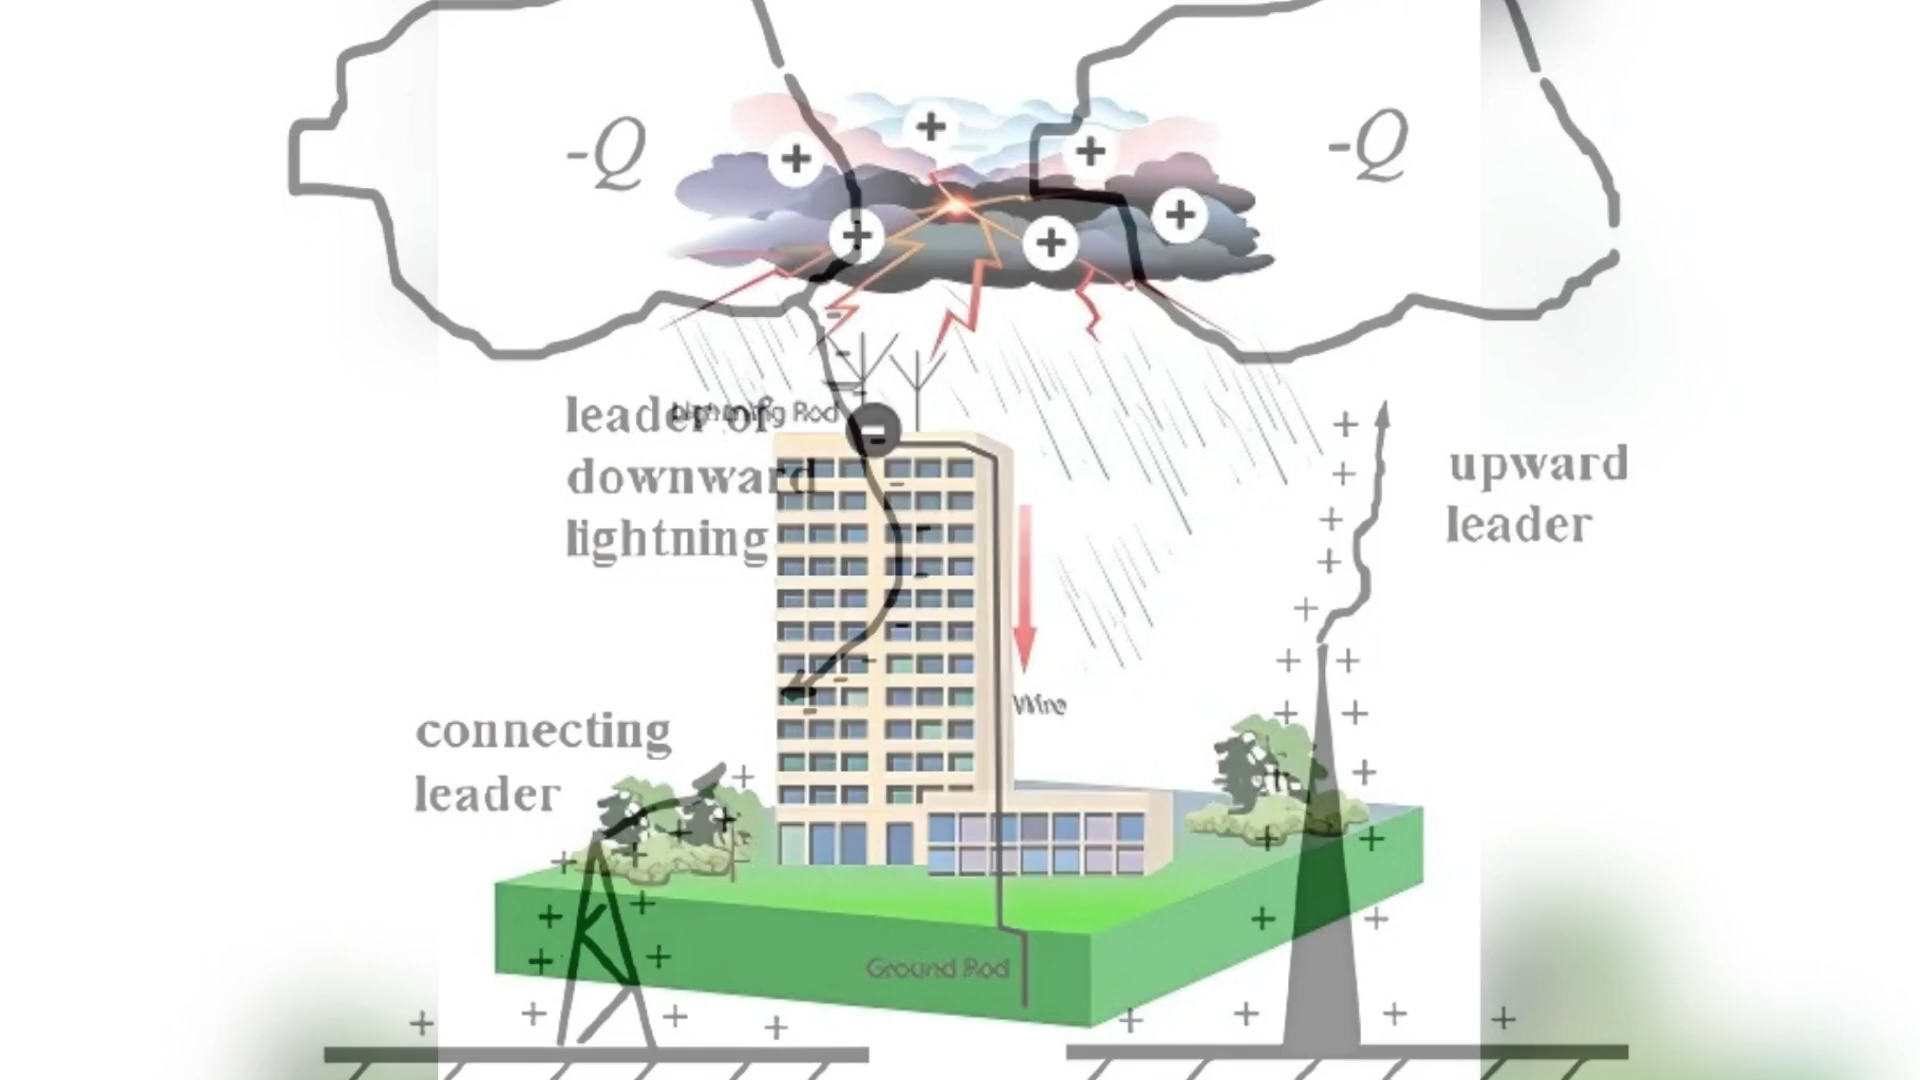 -Q
-Q
Lightning Rod
leader of
downward
lightning
upward
leader
Wire
connecting
leader
Ground Rod